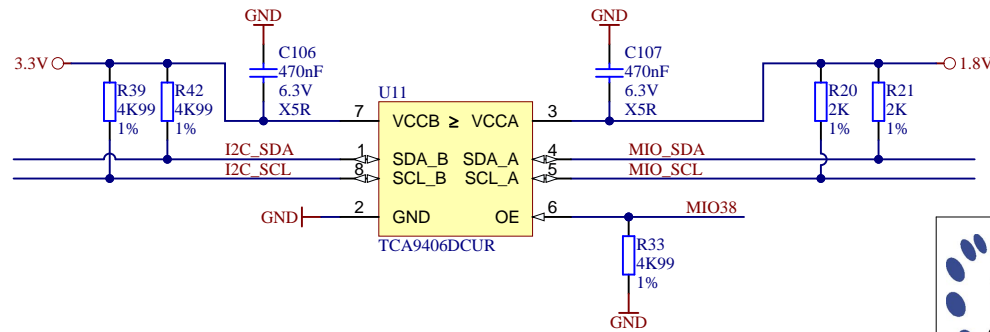 GND
GND
3.3V
C106
470nF
6.3V
X5R
C107
470nF
6.3V
X5R
1.8V
R39
4K99
1%
R42
4K99
1%
R20
2K
1%
R21
2K
1%
U11
7
VCCB ≥ VCCA
3
I2C_SDA
1
SDA_B
SDA_A
4
MIO_SDA
I2C_SCL
8
SCL_B
SCL_A
5
MIO_SCL
GND
2
GND
OE
6
MIO38
TCA9406DCUR
R33
4K99
1%
GND